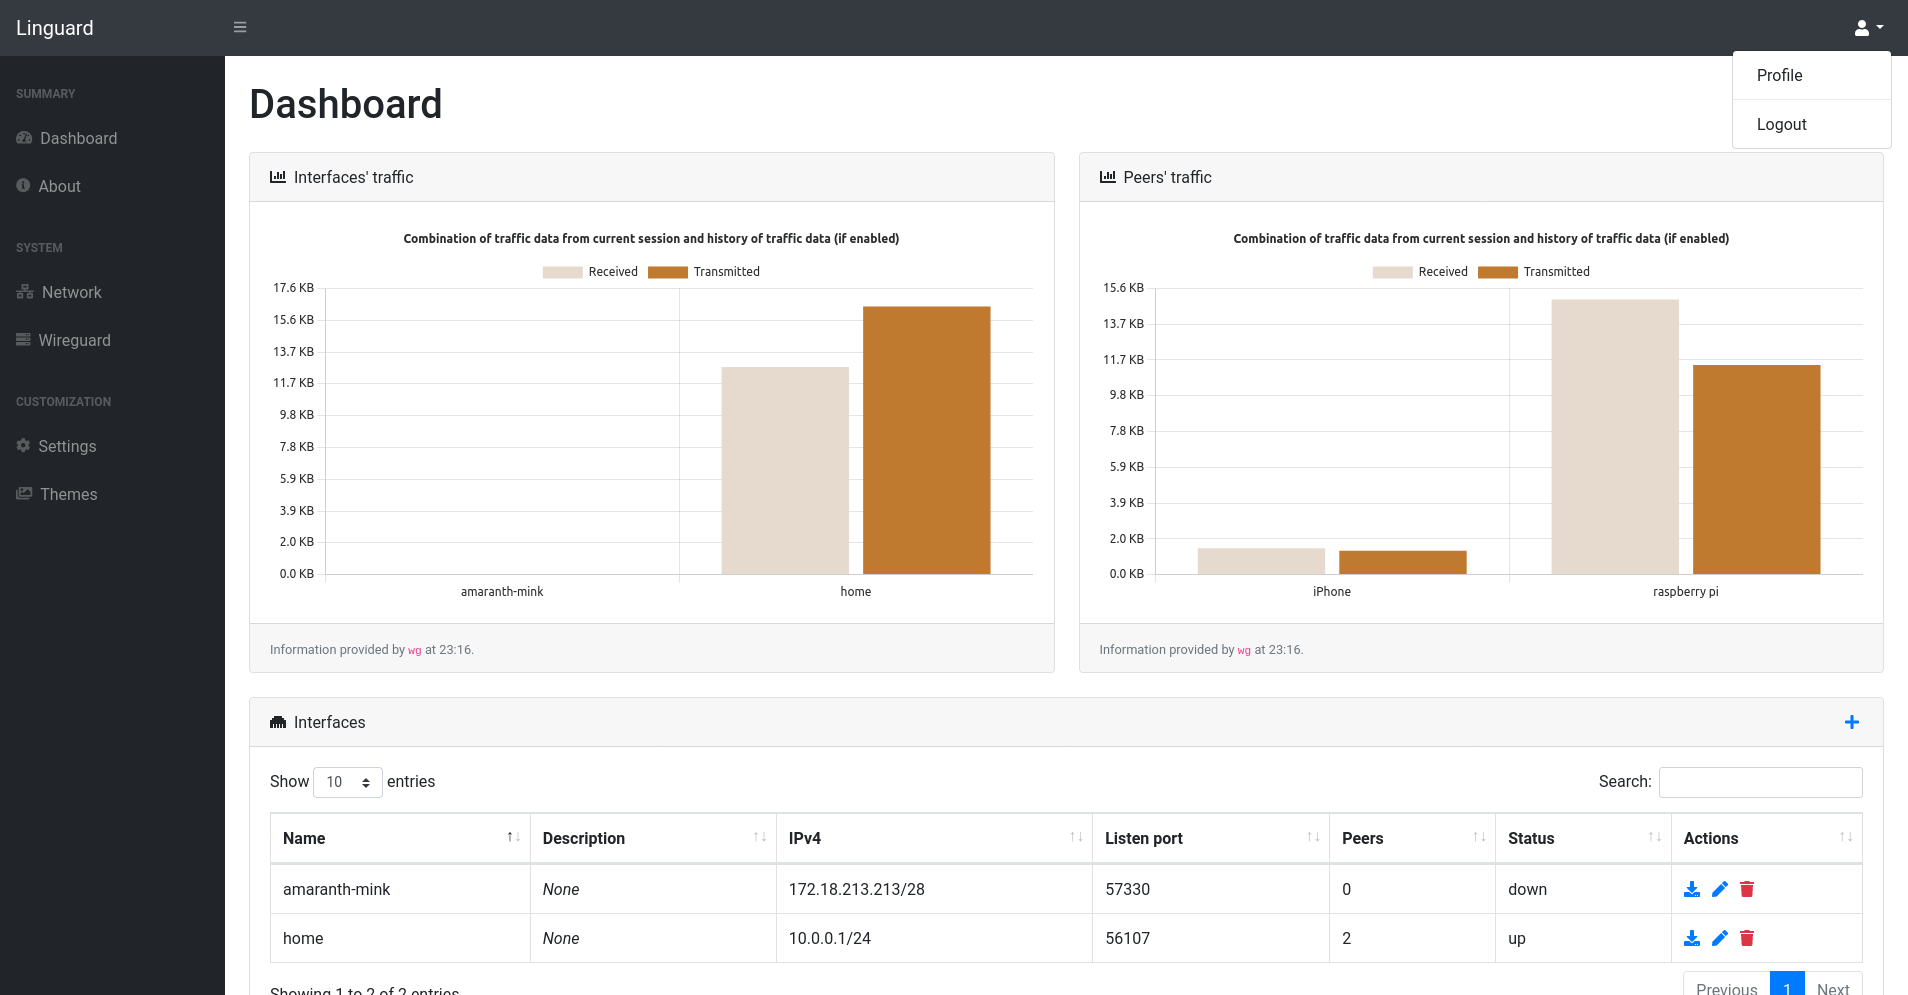 Linguard
Profile
Logout
SUMMARY
Dashboard
About
SYSTEM
Network
Wireguard
CUSTOMIZATION
Settings
Themes
Dashboard
Interfaces' traffic
Combination of traffic data from current session and history of traffic data (if enabled)
Received Transmitted
17.6 KB
15.6 KB
13.7 KB
11.7 KB
9.8 KB
7.8 KB
5.9 KB
3.9 KB
2.0 KB
0.0 KB
amaranth-mink home
Information provided by wg at 23:16.
Peers' traffic
Combination of traffic data from current session and history of traffic data (if enabled)
Received Transmitted
15.6 KB
13.7 KB
11.7 KB
9.8 KB
7.8 KB
5.9 KB
3.9 KB
2.0 KB
0.0 KB
iPhone raspberry pi
Information provided by wg at 23:16.
Interfaces
Show 10 entries Search:
Name Description IPv4 Listen port Peers Status Actions
amaranth-mink None 172.18.213.213/28 57330 0 down
home None 10.0.0.1/24 56107 2 up
Showing 1 to 2 of 2 entries
Previous 1 Next